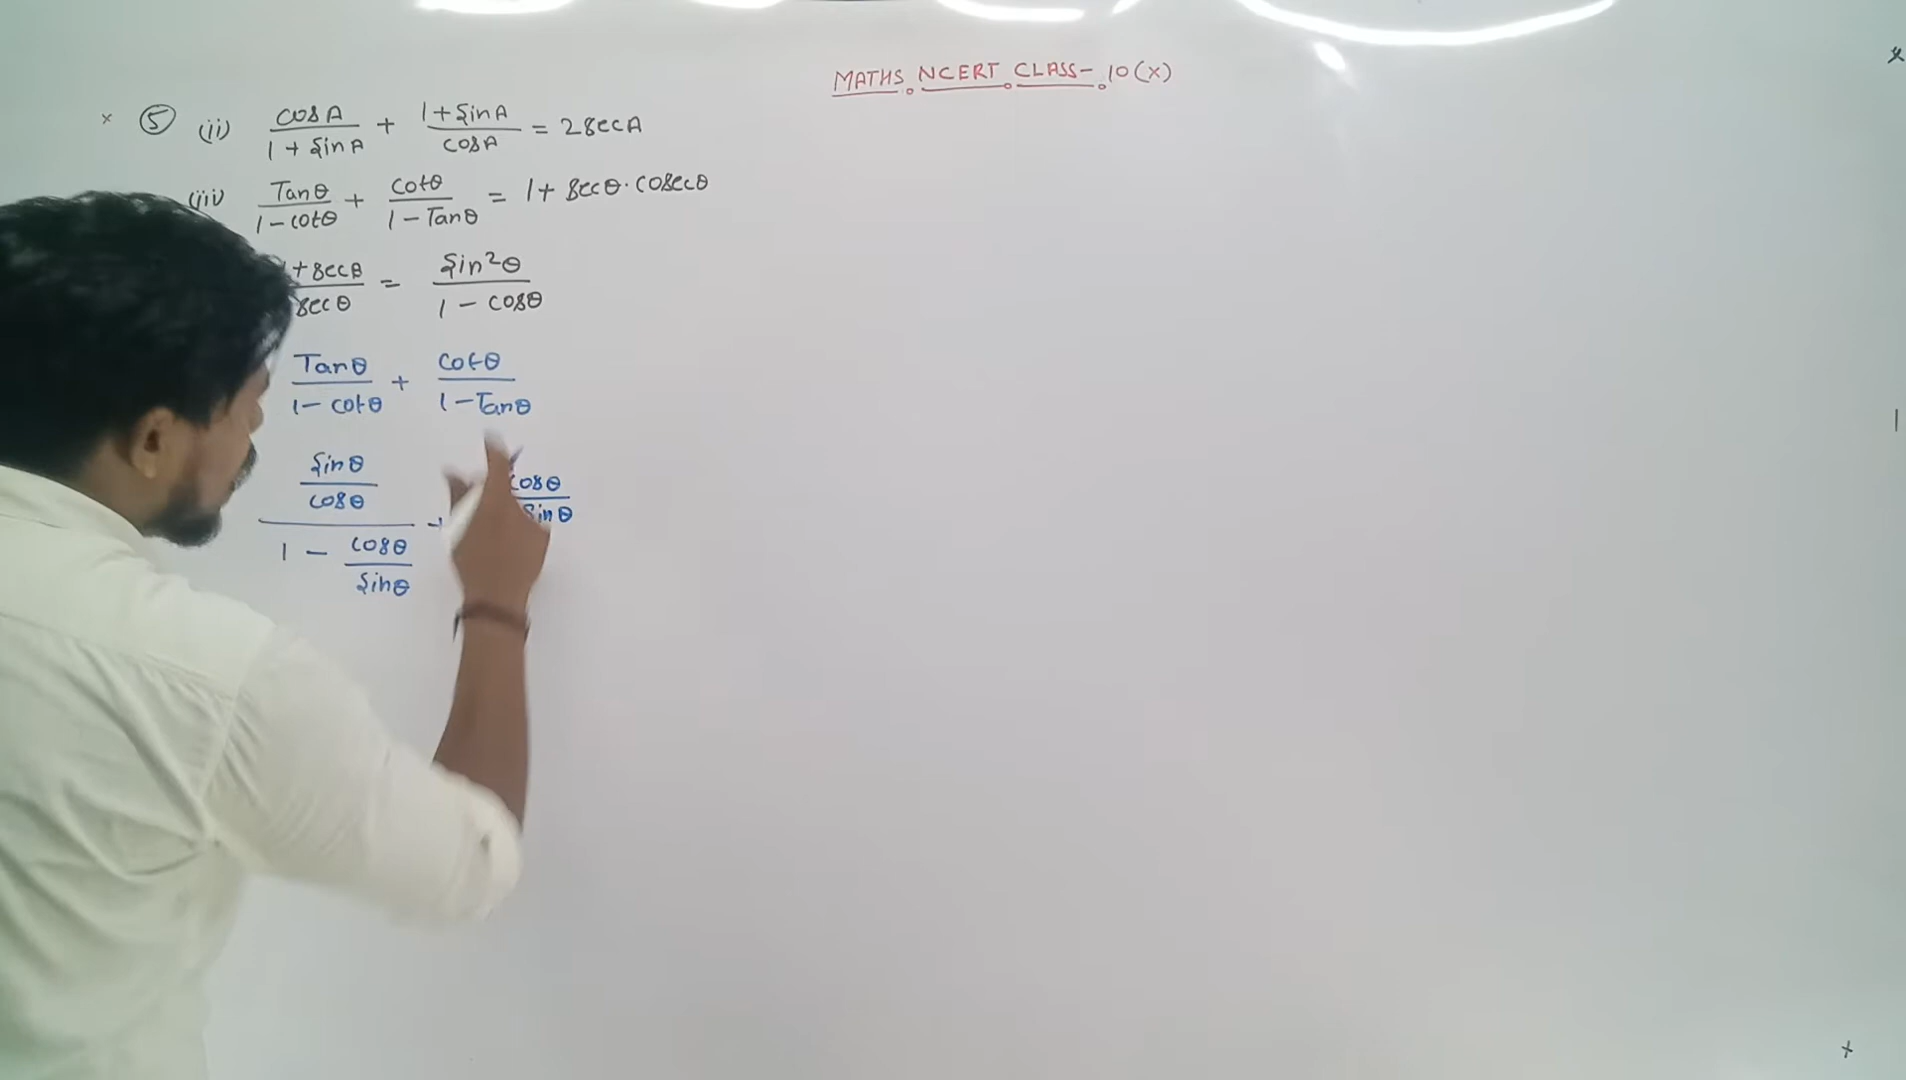 MATHS NCERT CLASS- 10(X)
× ⑤ (ii) cosA/(1 + sinA) + (1 + sinA)/cosA = 2secA
(iii) Tanθ/(1 - cotθ) + cotθ/(1 - Tanθ) = 1 + secθ · cosecθ
+ secθ/secθ = sin²θ/(1 - cosθ)
Tanθ/(1 - cotθ) + cotθ/(1 - Tanθ)
(sinθ/cosθ)/(1 - cosθ/sinθ) + cosθ/sinθ